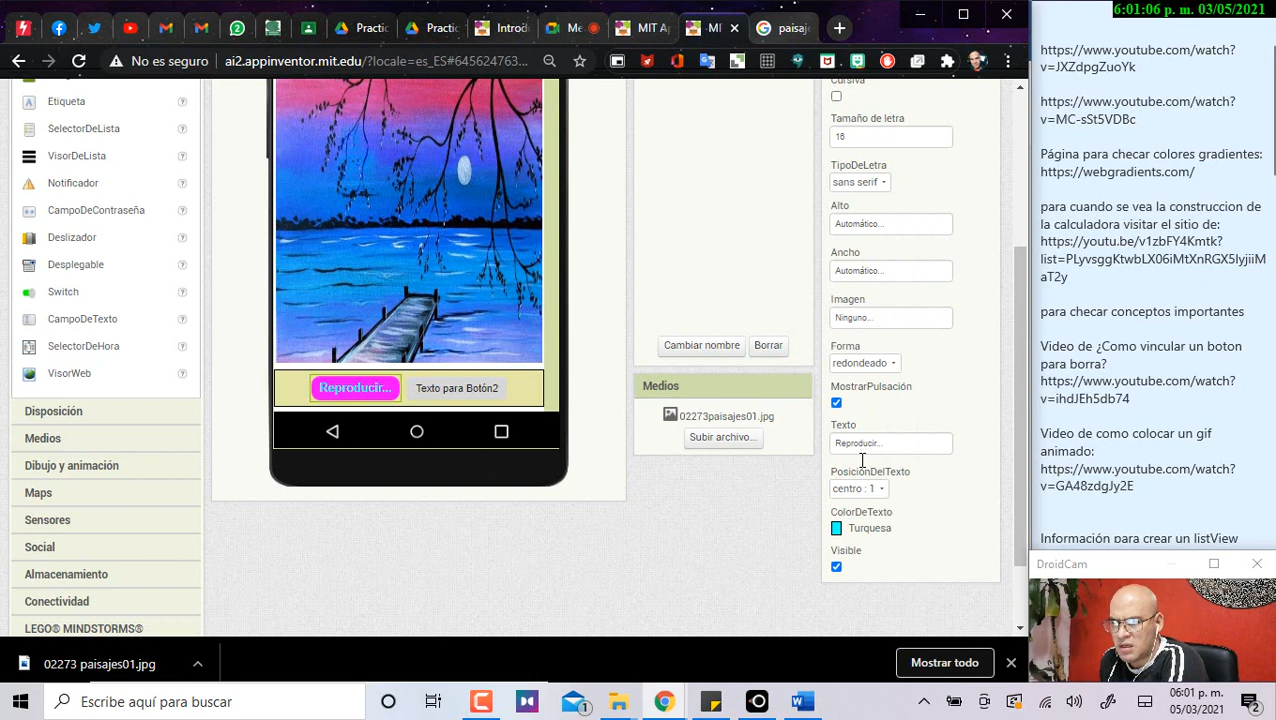 Practic
Practic
Introd
Me
MIT Ap
MI
paisaje
6:01:06 p. m. 03/05/2021
No es seguro
ai2.appinventor.mit.edu/?locale=es_ES#645624763...
Etiqueta
SelectorDeLista
VisorDeLista
Notificador
CampoDeContraseña
Deslizador
Desplegable
Switch
CampoDeTexto
SelectorDeHora
VisorWeb
Disposición
Medios
Dibujo y animación
Maps
Sensores
Social
Almacenamiento
Conectividad
LEGO® MINDSTORMS®
Reproducir...
Texto para Botón2
Cambiar nombre
Borrar
Medios
02273paisajes01.jpg
Subir archivo...
Cursiva
Tamaño de letra
18
TipoDeLetra
sans serif
Alto
Automático...
Ancho
Automático...
Imagen
Ninguno...
Forma
redondeado
MostrarPulsación
Texto
Reproducir...
PosiciónDelTexto
centro : 1
ColorDeTexto
Turquesa
Visible
https://www.youtube.com/watch?
v=JXZdpgZuoYk
https://www.youtube.com/watch?
v=MC-sSt5VDBc
Página para checar colores gradientes:
https://webgradients.com/
para cuando se vea la construccion de
la calculadora visitar el sitio de:
https://youtu.be/v1zbFY4Kmtk?
list=PLyvsggKtwbLX06iMtXnRGX5lyjiiM
aT2y
para checar conceptos importantes
Video de ¿Como vincular un boton
para borra?
https://www.youtube.com/watch?
v=ihdJEh5db74
Video de como colocar un gif
animado:
https://www.youtube.com/watch?
v=GA48zdgJy2E
Información para crear un listView
DroidCam
02273 paisajes01.jpg
Mostrar todo
Escribe aquí para buscar
1
06:01 p. m.
05/03/2021
2